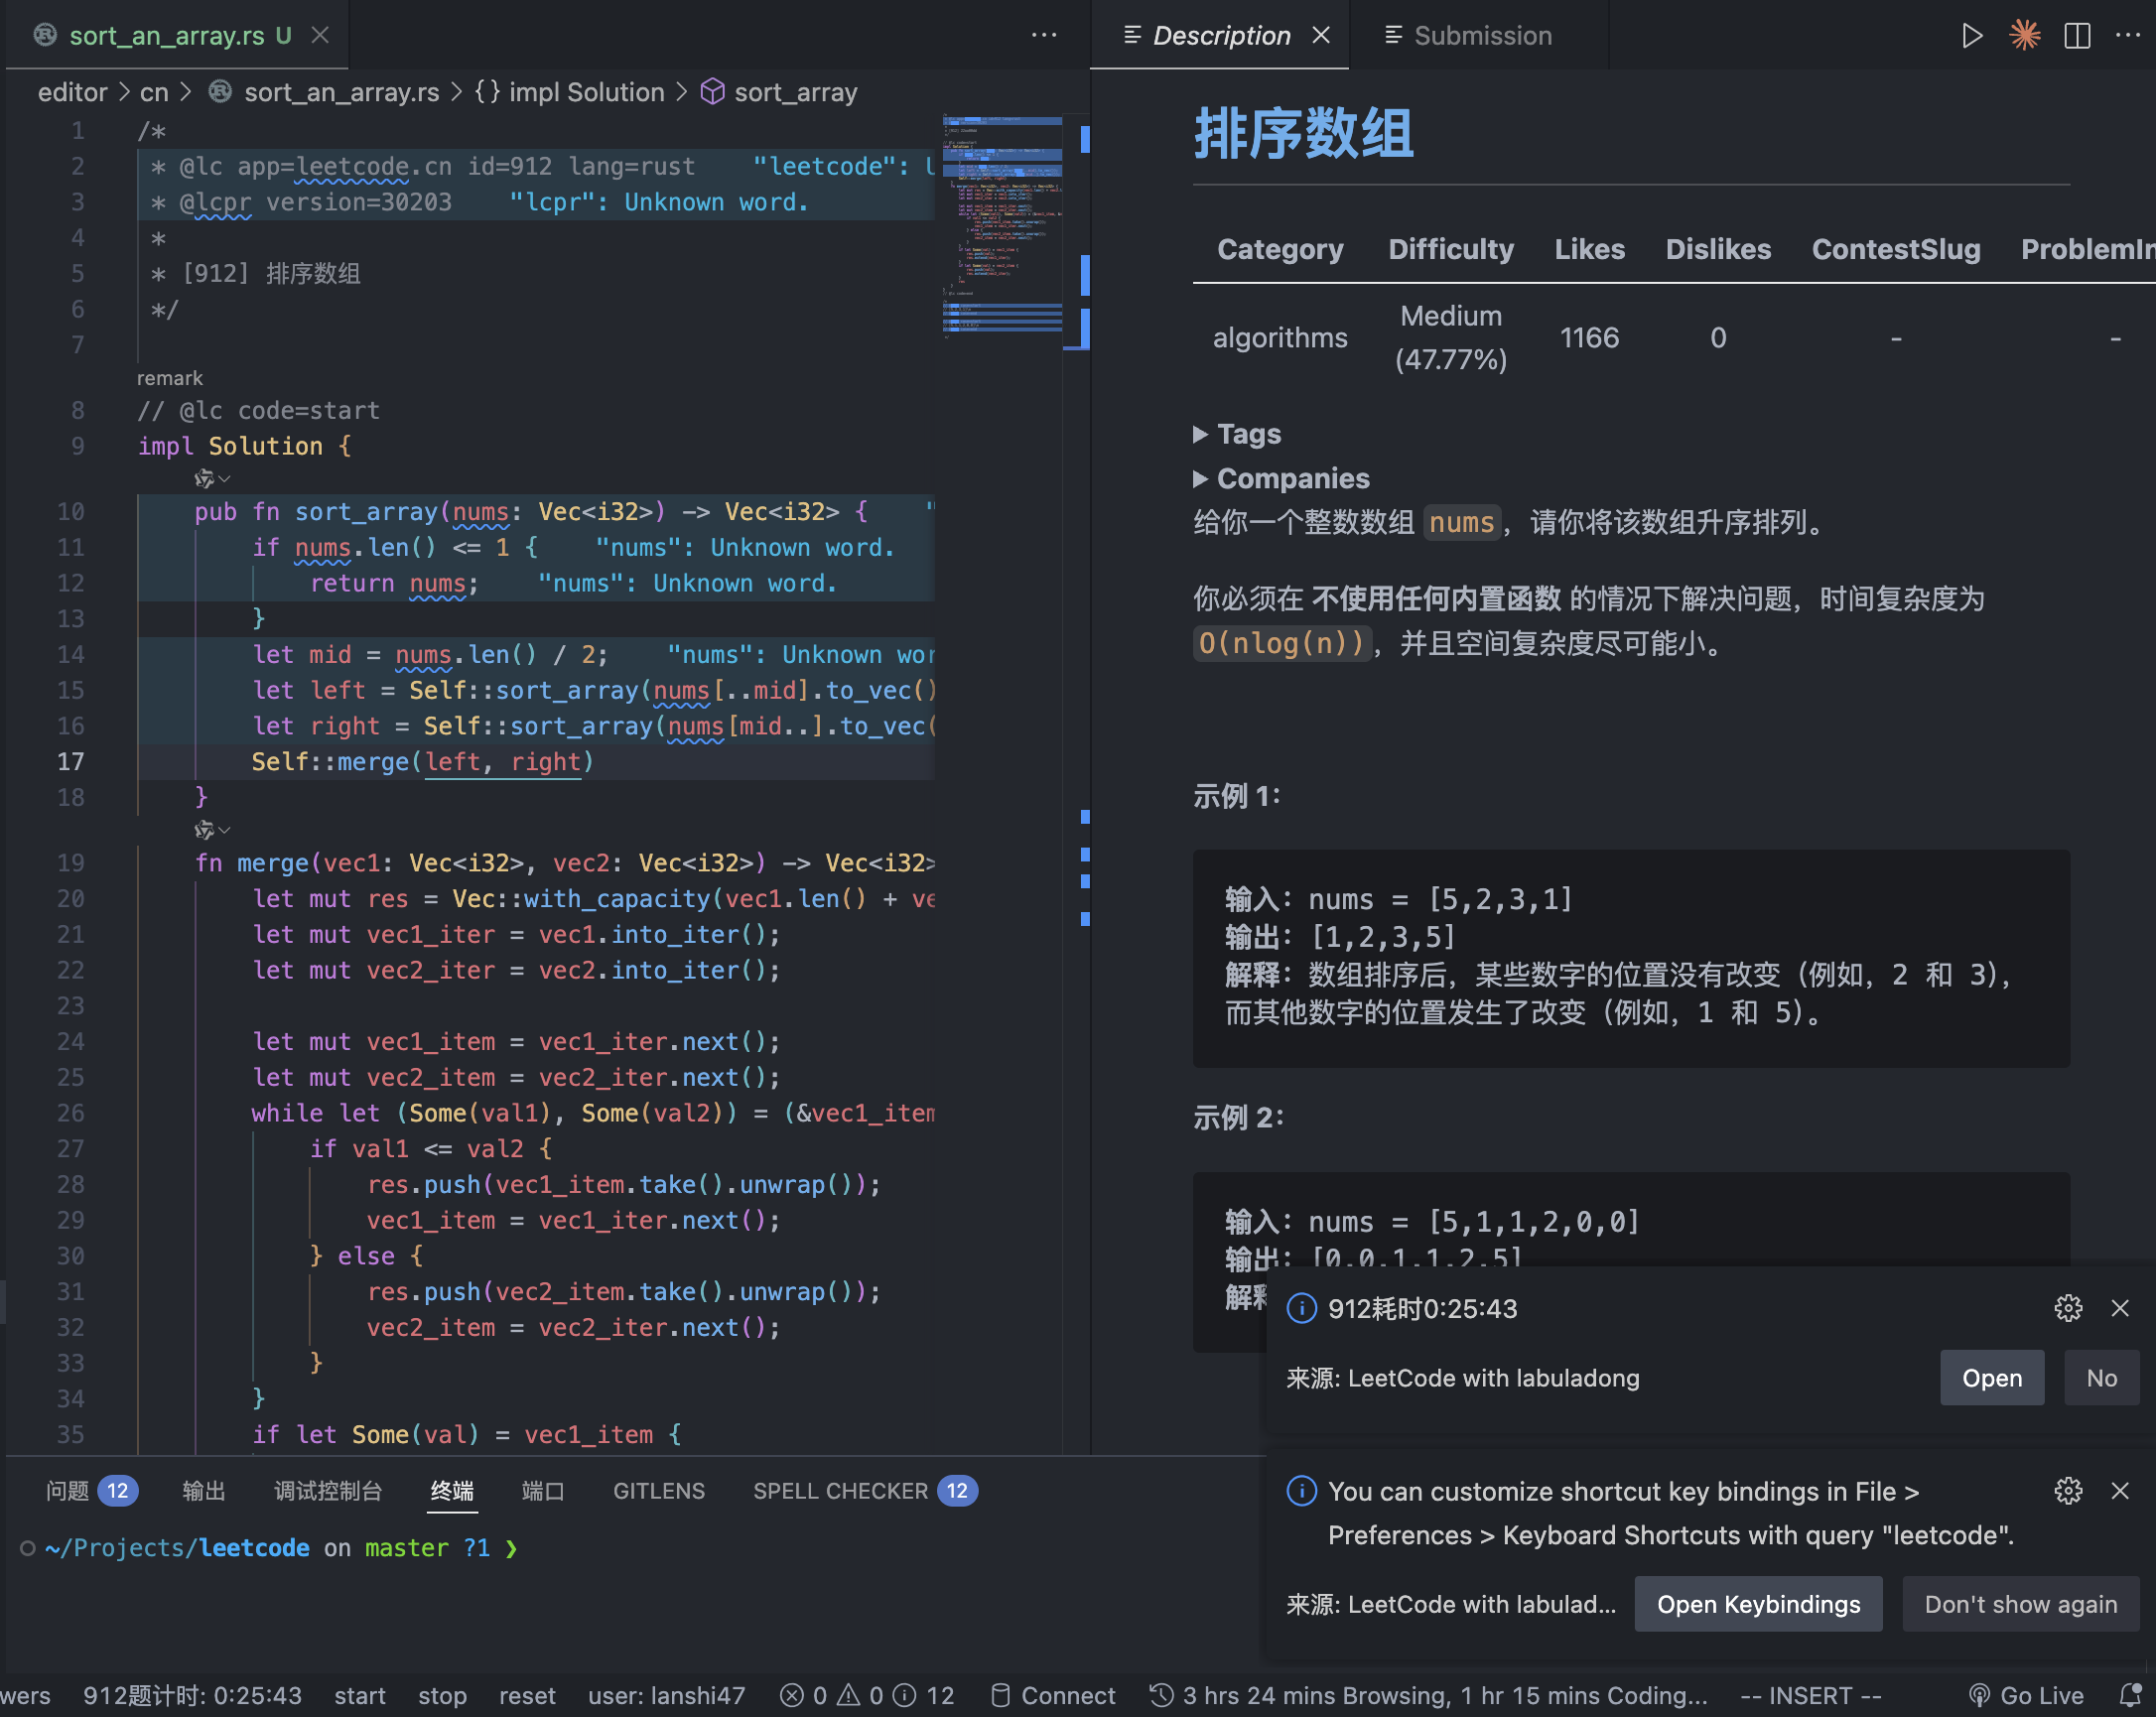 sort_an_array.rs U
Description
Submission
editor > cn > sort_an_array.rs > {} impl Solution > sort_array
1 /*
2 * @lc app=leetcode.cn id=912 lang=rust "leetcode":
3 * @lcpr version=30203 "lcpr": Unknown word.
4 *
5 * [912] 排序数组
6 */
7
remark
8 // @lc code=start
9 impl Solution {
10 pub fn sort_array(nums: Vec<i32>) -> Vec<i32> { "
11 if nums.len() <= 1 { "nums": Unknown word.
12 return nums; "nums": Unknown word.
13 }
14 let mid = nums.len() / 2; "nums": Unknown wor
15 let left = Self::sort_array(nums[..mid].to_vec()
16 let right = Self::sort_array(nums[mid..].to_vec(
17 Self::merge(left, right)
18 }
19 fn merge(vec1: Vec<i32>, vec2: Vec<i32>) -> Vec<i32>
20 let mut res = Vec::with_capacity(vec1.len() + ve
21 let mut vec1_iter = vec1.into_iter();
22 let mut vec2_iter = vec2.into_iter();
23
24 let mut vec1_item = vec1_iter.next();
25 let mut vec2_item = vec2_iter.next();
26 while let (Some(val1), Some(val2)) = (&vec1_item
27 if val1 <= val2 {
28 res.push(vec1_item.take().unwrap());
29 vec1_item = vec1_iter.next();
30 } else {
31 res.push(vec2_item.take().unwrap());
32 vec2_item = vec2_iter.next();
33 }
34 }
35 if let Some(val) = vec1_item {
排序数组
Category Difficulty Likes Dislikes ContestSlug ProblemIn
algorithms Medium (47.77%) 1166 0 - -
Tags
Companies
给你一个整数数组 nums，请你将该数组升序排列。
你必须在 不使用任何内置函数 的情况下解决问题，时间复杂度为
O(nlog(n))，并且空间复杂度尽可能小。
示例 1：
输入：nums = [5,2,3,1]
输出：[1,2,3,5]
解释：数组排序后，某些数字的位置没有改变（例如，2 和 3），
而其他数字的位置发生了改变（例如，1 和 5）。
示例 2：
输入：nums = [5,1,1,2,0,0]
输出：[0,0,1,1,2,5]
解释
912耗时0:25:43
来源: LeetCode with labuladong
Open
No
You can customize shortcut key bindings in File >
Preferences > Keyboard Shortcuts with query "leetcode".
来源: LeetCode with labulad...
Open Keybindings
Don't show again
问题 12 输出 调试控制台 终端 端口 GITLENS SPELL CHECKER 12
~/Projects/leetcode on master ?1 ❯
wers 912题计时: 0:25:43 start stop reset user: lanshi47 0 0 12 Connect 3 hrs 24 mins Browsing, 1 hr 15 mins Coding... -- INSERT -- Go Live